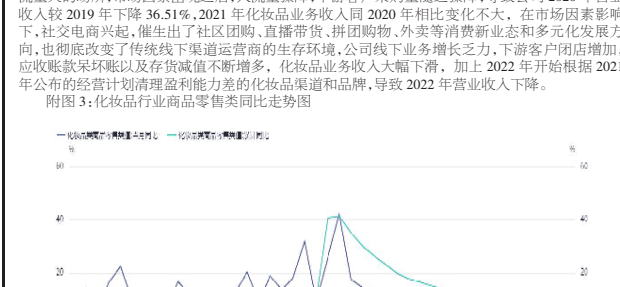 收入较 2019 年下降 36.51%,2021 年化妆品业务收入同 2020 年相比变化不大，在市场因素影响
下,社交电商兴起,催生出了社区团购、直播带货、拼团购物、外卖等消费新业态和多元化发展方
向,也彻底改变了传统线下渠道运营商的生存环境,公司线下业务增长乏力,下游客户闭店增加,
应收账款呆坏账以及存货减值不断增多，化妆品业务收入大幅下滑，加上 2022 年开始根据 2021
年公布的经营计划清理盈利能力差的化妆品渠道和品牌,导致 2022 年营业收入下降。
附图 3:化妆品行业商品零售类同比走势图
% %
60 60
40 40
20 20